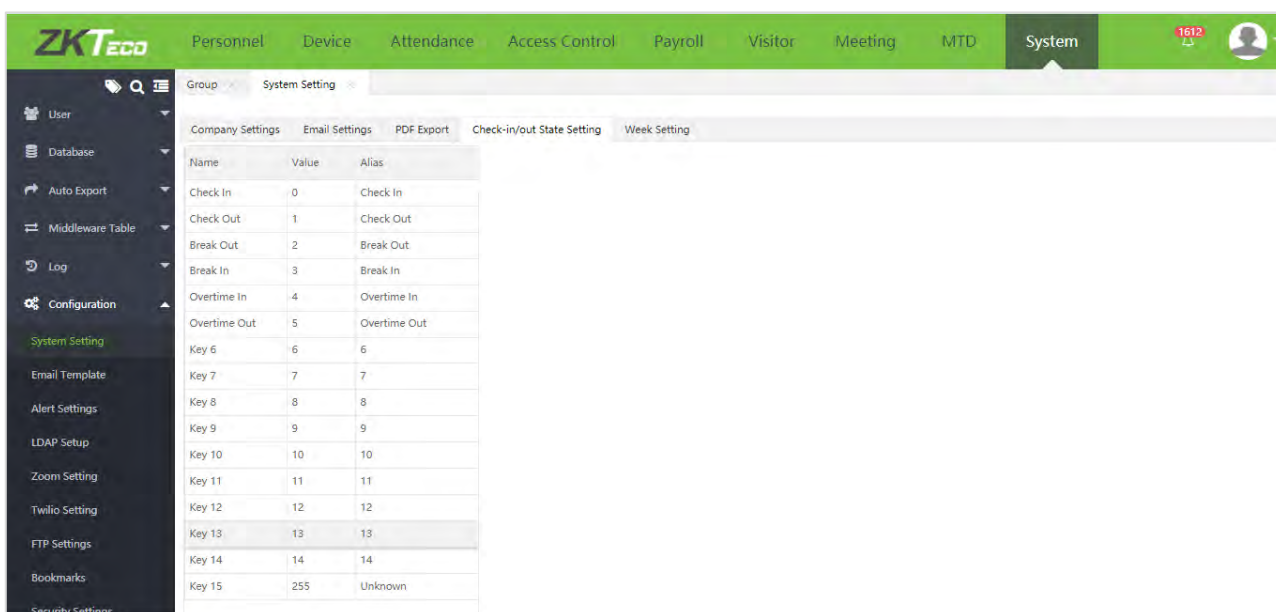 ZKTeco Personnel Device Attendance Access Control Payroll Visitor Meeting MTD System 1612
Group System Setting
User
Database
Auto Export
Middleware Table
Log
Configuration
System Setting
Email Template
Alert Settings
LDAP Setup
Zoom Setting
Twilio Setting
FTP Settings
Bookmarks
Security Settings
Company Settings Email Settings PDF Export Check-in/out State Setting Week Setting
Name Value Alias
Check In 0 Check In
Check Out 1 Check Out
Break Out 2 Break Out
Break In 3 Break In
Overtime In 4 Overtime In
Overtime Out 5 Overtime Out
Key 6 6 6
Key 7 7 7
Key 8 8 8
Key 9 9 9
Key 10 10 10
Key 11 11 11
Key 12 12 12
Key 13 13 13
Key 14 14 14
Key 15 255 Unknown